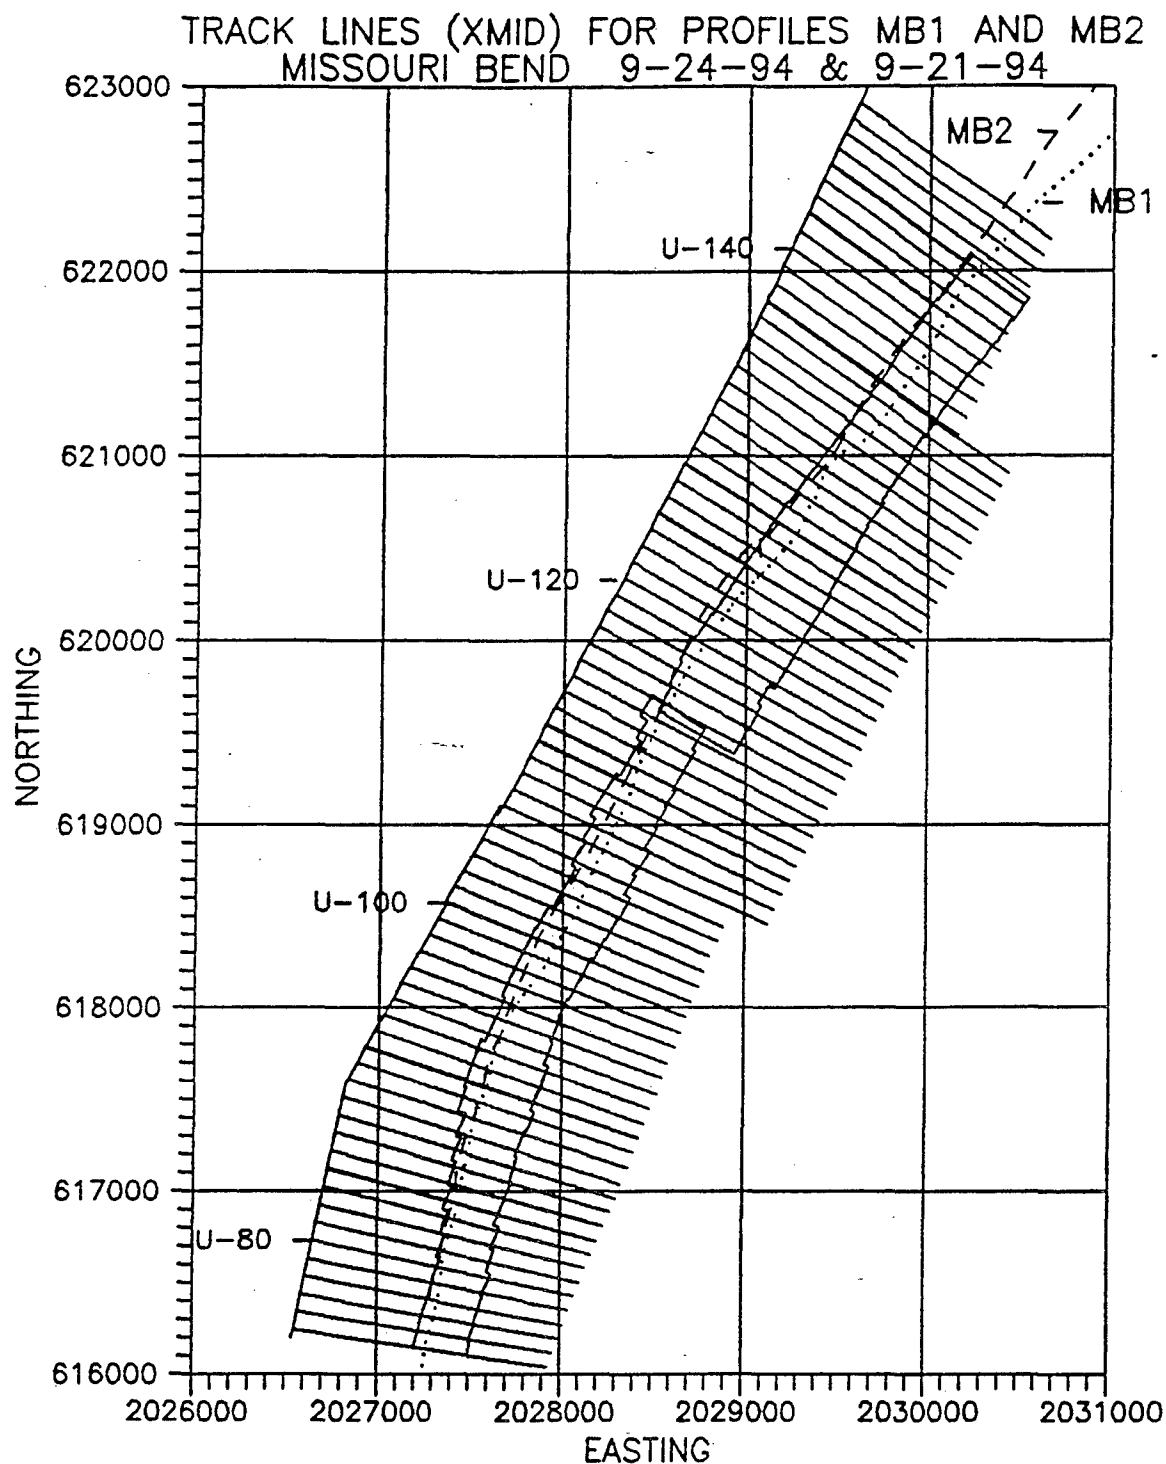 TRACK LINES (XMID) FOR PROFILES MB1 AND MB2
MISSOURI BEND 9-24-94 & 9-21-94
623000
MB2
MB1
U-140
622000
621000
U-120
620000
NORTHING
619000
U-100
618000
617000
U-80
616000
2026000 2027000 2028000 2029000 2030000 2031000
EASTING